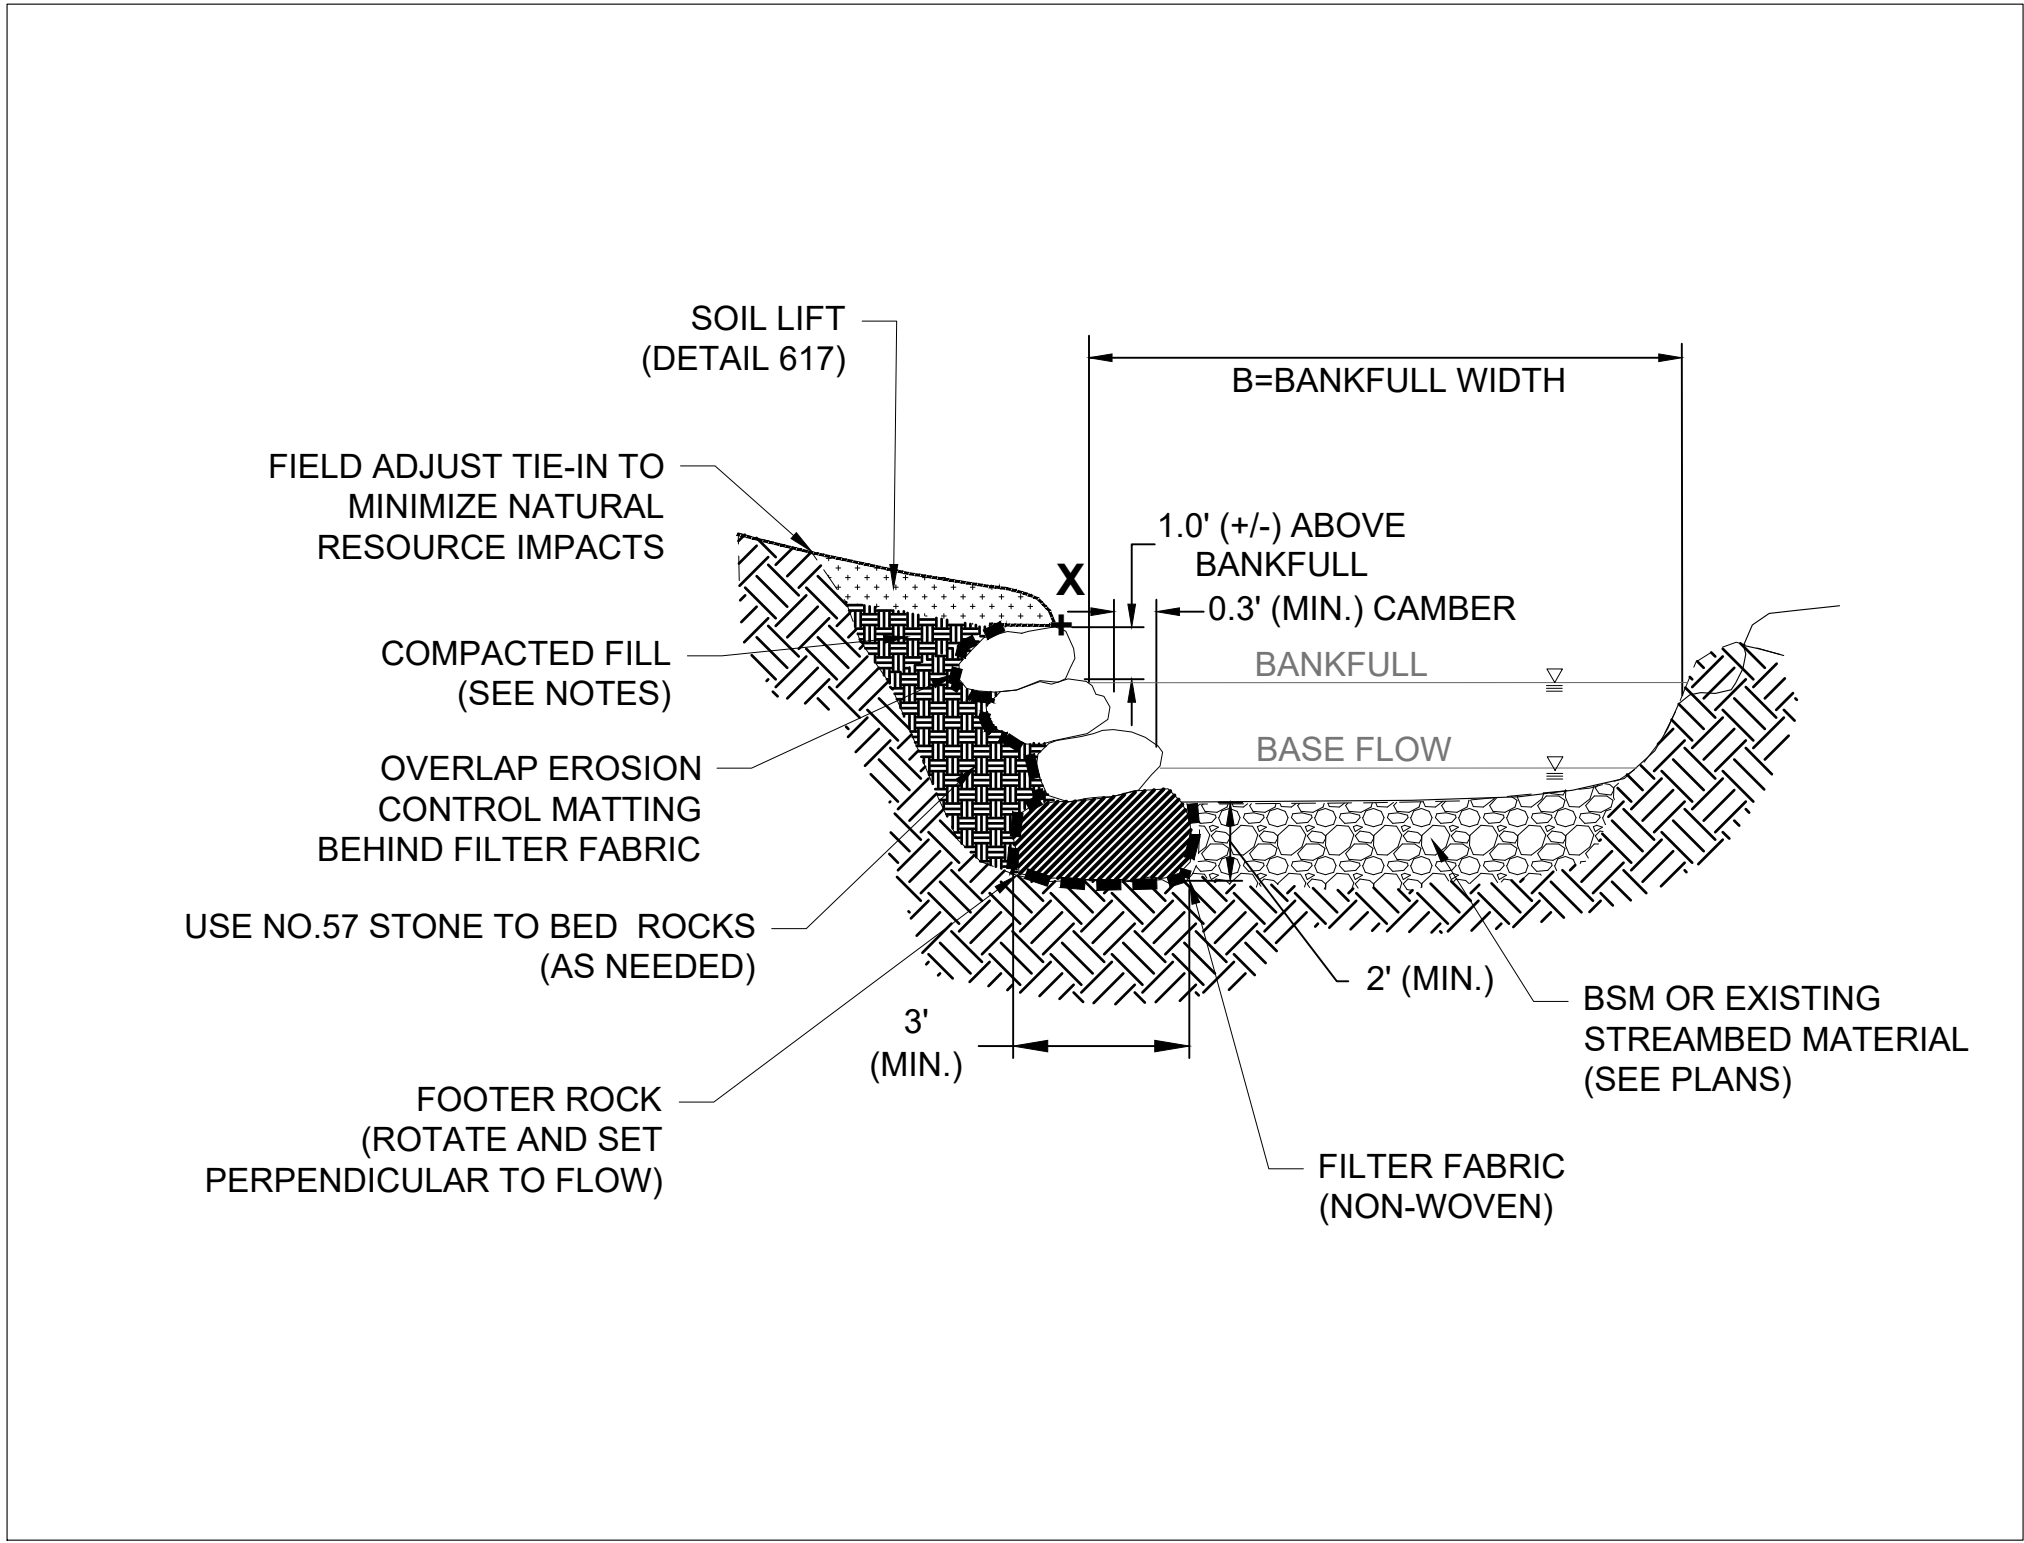 SOIL LIFT
(DETAIL 617)
B=BANKFULL WIDTH
FIELD ADJUST TIE-IN TO
MINIMIZE NATURAL
RESOURCE IMPACTS
1.0' (+/-) ABOVE
BANKFULL
X
0.3' (MIN.) CAMBER
COMPACTED FILL
(SEE NOTES)
BANKFULL
BASE FLOW
OVERLAP EROSION
CONTROL MATTING
BEHIND FILTER FABRIC
USE NO.57 STONE TO BED ROCKS
(AS NEEDED)
2' (MIN.)
BSM OR EXISTING
STREAMBED MATERIAL
(SEE PLANS)
3'
(MIN.)
FOOTER ROCK
(ROTATE AND SET
PERPENDICULAR TO FLOW)
FILTER FABRIC
(NON-WOVEN)